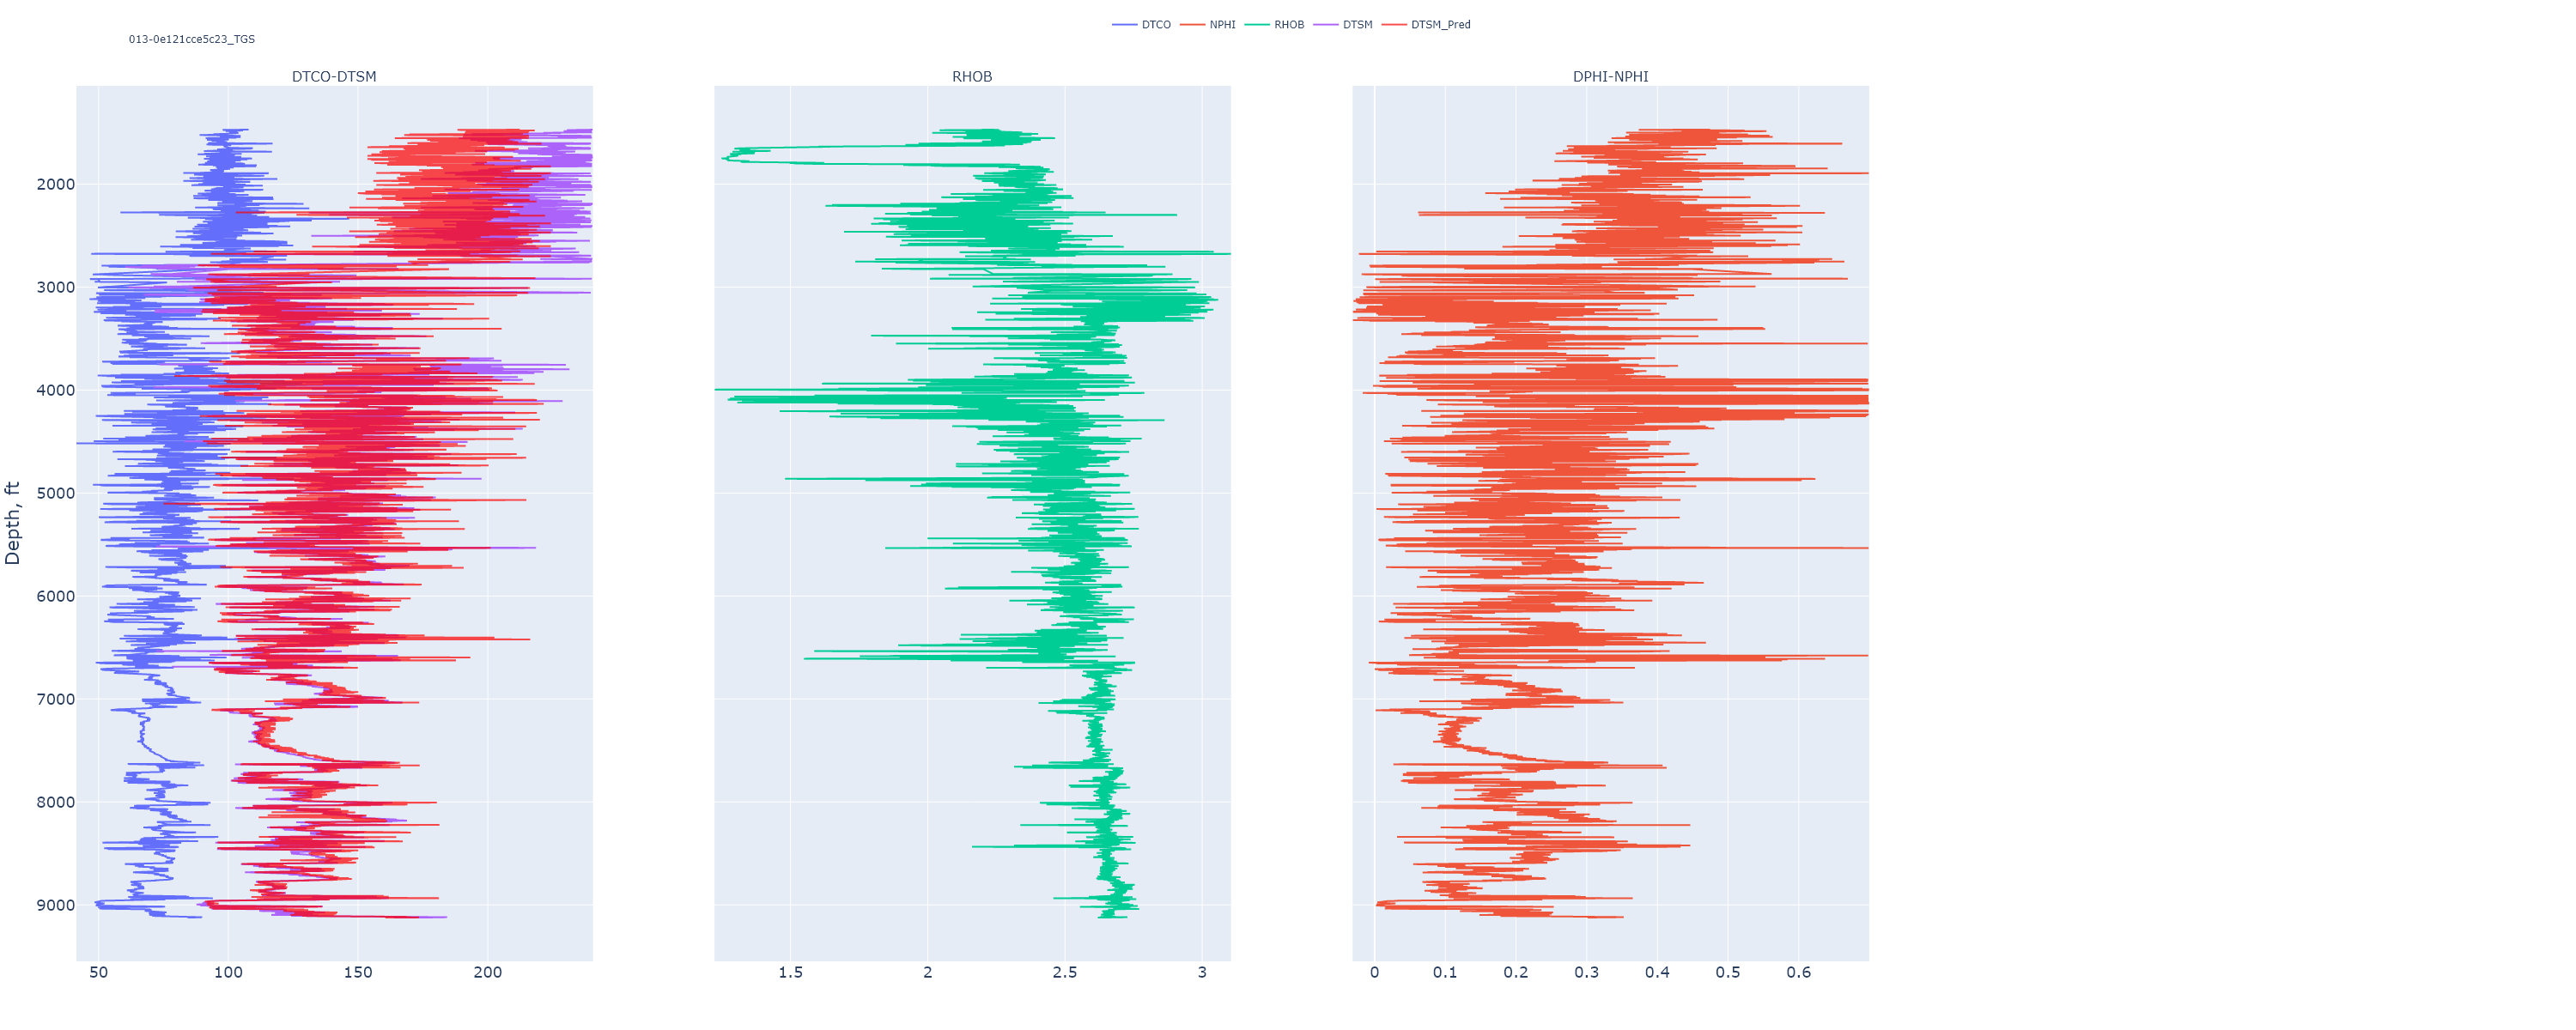 DTCO NPHI RHOB DTSM DTSM_Pred
013-0e121cce5c23_TGS
DTCO-DTSM RHOB DPHI-NPHI
Depth, ft
2000
3000
4000
5000
6000
7000
8000
9000
50 100 150 200 1.5 2 2.5 3 0 0.1 0.2 0.3 0.4 0.5 0.6